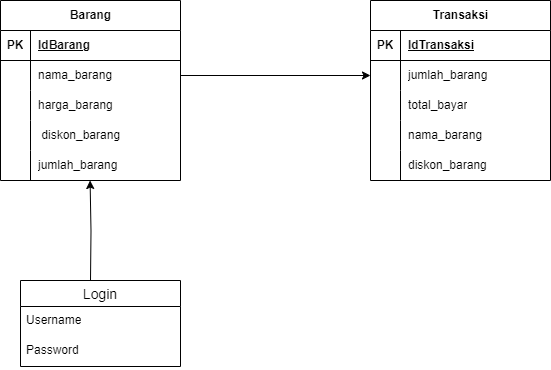 Barang
PK IdBarang
nama_barang
harga_barang
diskon_barang
jumlah_barang
Transaksi
PK IdTransaksi
jumlah_barang
total_bayar
nama_barang
diskon_barang
Login
Username
Password